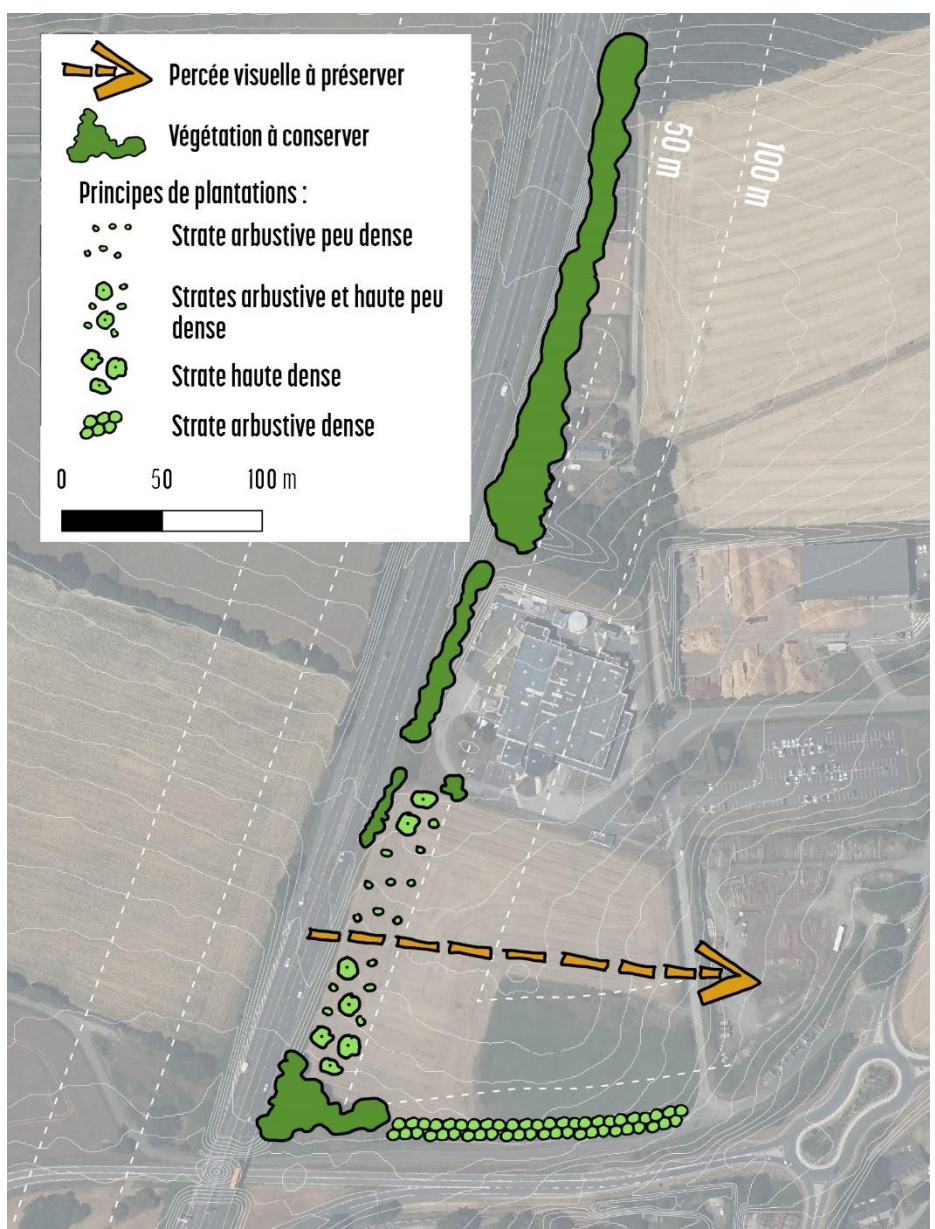 Percée visuelle à préserver
Végétation à conserver
Principes de plantations :
Strate arbustive peu dense
Strates arbustive et haute peu
dense
Strate haute dense
Strate arbustive dense
0 50 100 m
50 m
100 m